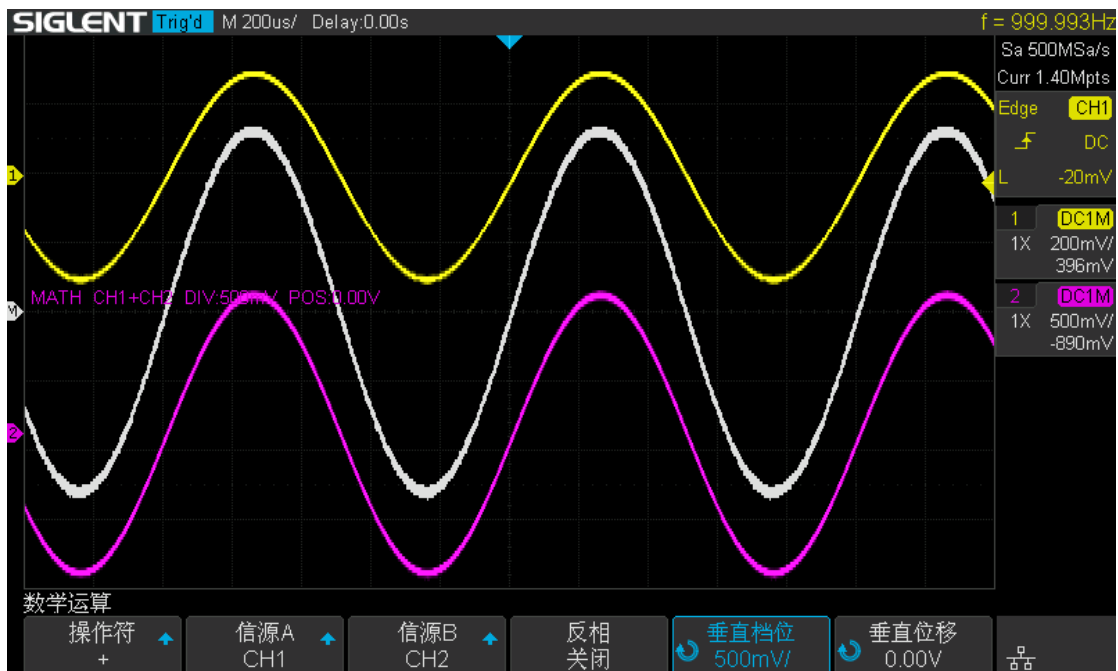 SIGLENT Trig'd M 200us/ Delay:0.00s f = 999.993Hz
Sa 500MSa/s
Curr 1.40Mpts
Edge CH1
DC
L -20mV
1 DC1M
1X 200mV/
396mV
2 DC1M
1X 500mV/
-890mV
1
MATH CH1+CH2 DIV:500mV POS:0.00V
M
2
数学运算
操作符 信源A 信源B 反相 垂直档位 垂直位移
+ CH1 CH2 关闭 500mV/ 0.00V